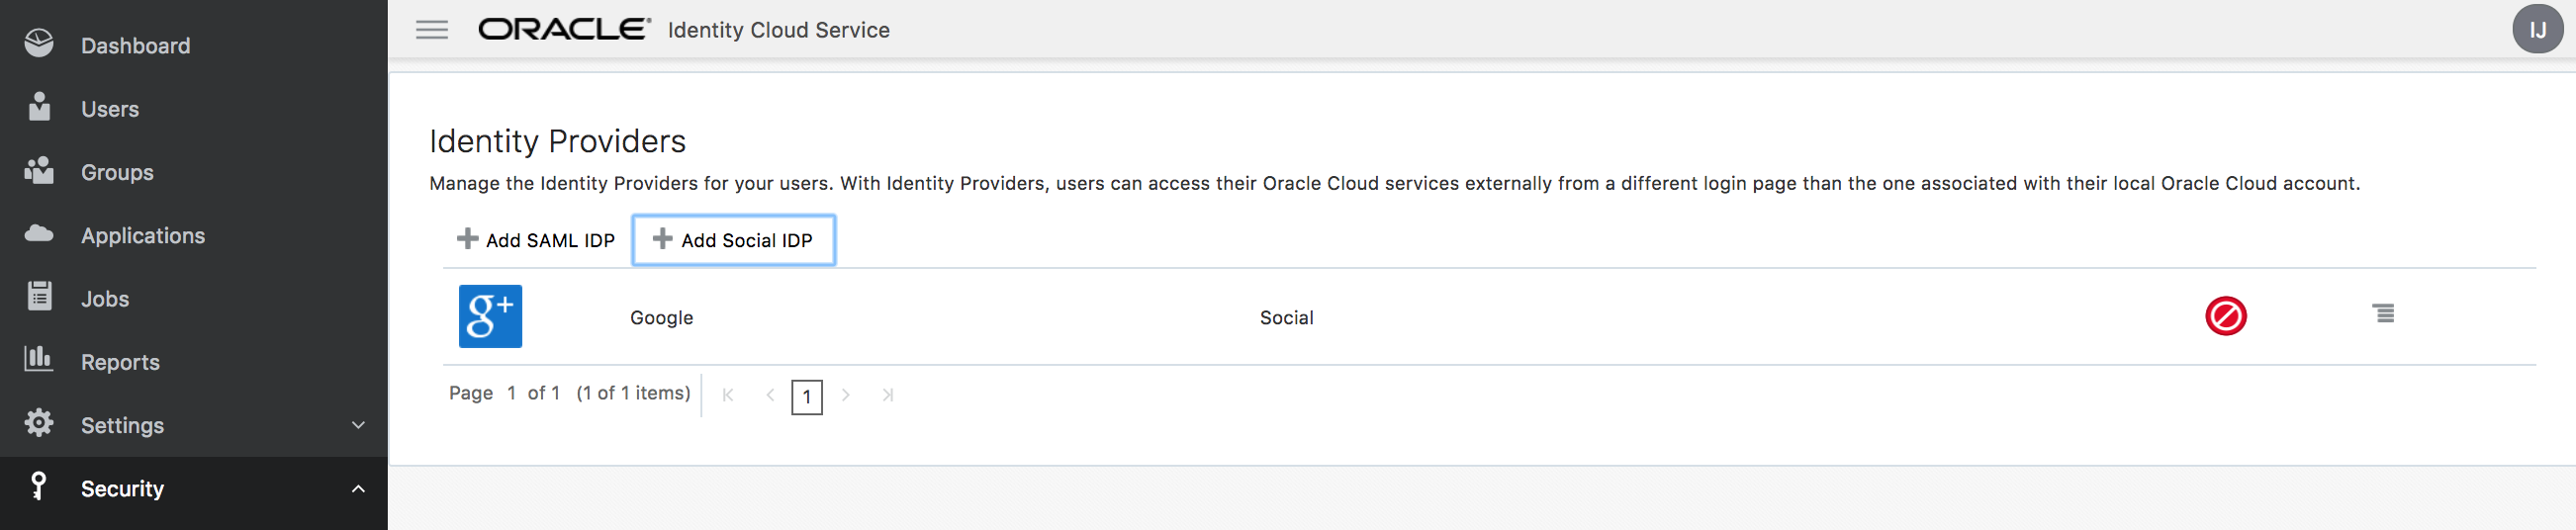 Dashboard
Users
Groups
Applications
Jobs
Reports
Settings
Security
ORACLE® Identity Cloud Service
IJ
Identity Providers
Manage the Identity Providers for your users. With Identity Providers, users can access their Oracle Cloud services externally from a different login page than the one associated with their local Oracle Cloud account.
Add SAML IDP Add Social IDP
g+ Google Social
Page 1 of 1 (1 of 1 items) 1